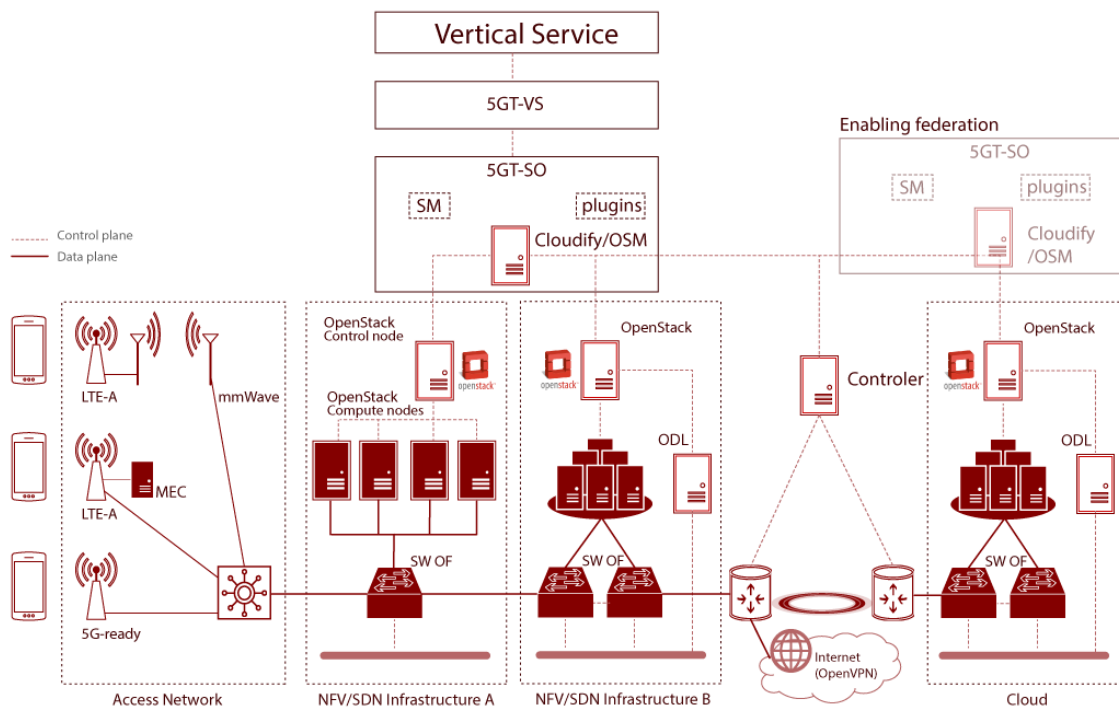 Vertical Service
5GT-VS
Enabling federation
5GT-SO
SM
plugins
Cloudify/OSM
5GT-SO
SM
plugins
Cloudify
/OSM
Control plane
Data plane
LTE-A
mmWave
LTE-A
MEC
5G-ready
Access Network
OpenStack
Control node
openstack
OpenStack
Compute nodes
SW OF
NFV/SDN Infrastructure A
OpenStack
openstack
ODL
SW OF
NFV/SDN Infrastructure B
Controler
Internet
(OpenVPN)
OpenStack
openstack
ODL
SW OF
Cloud